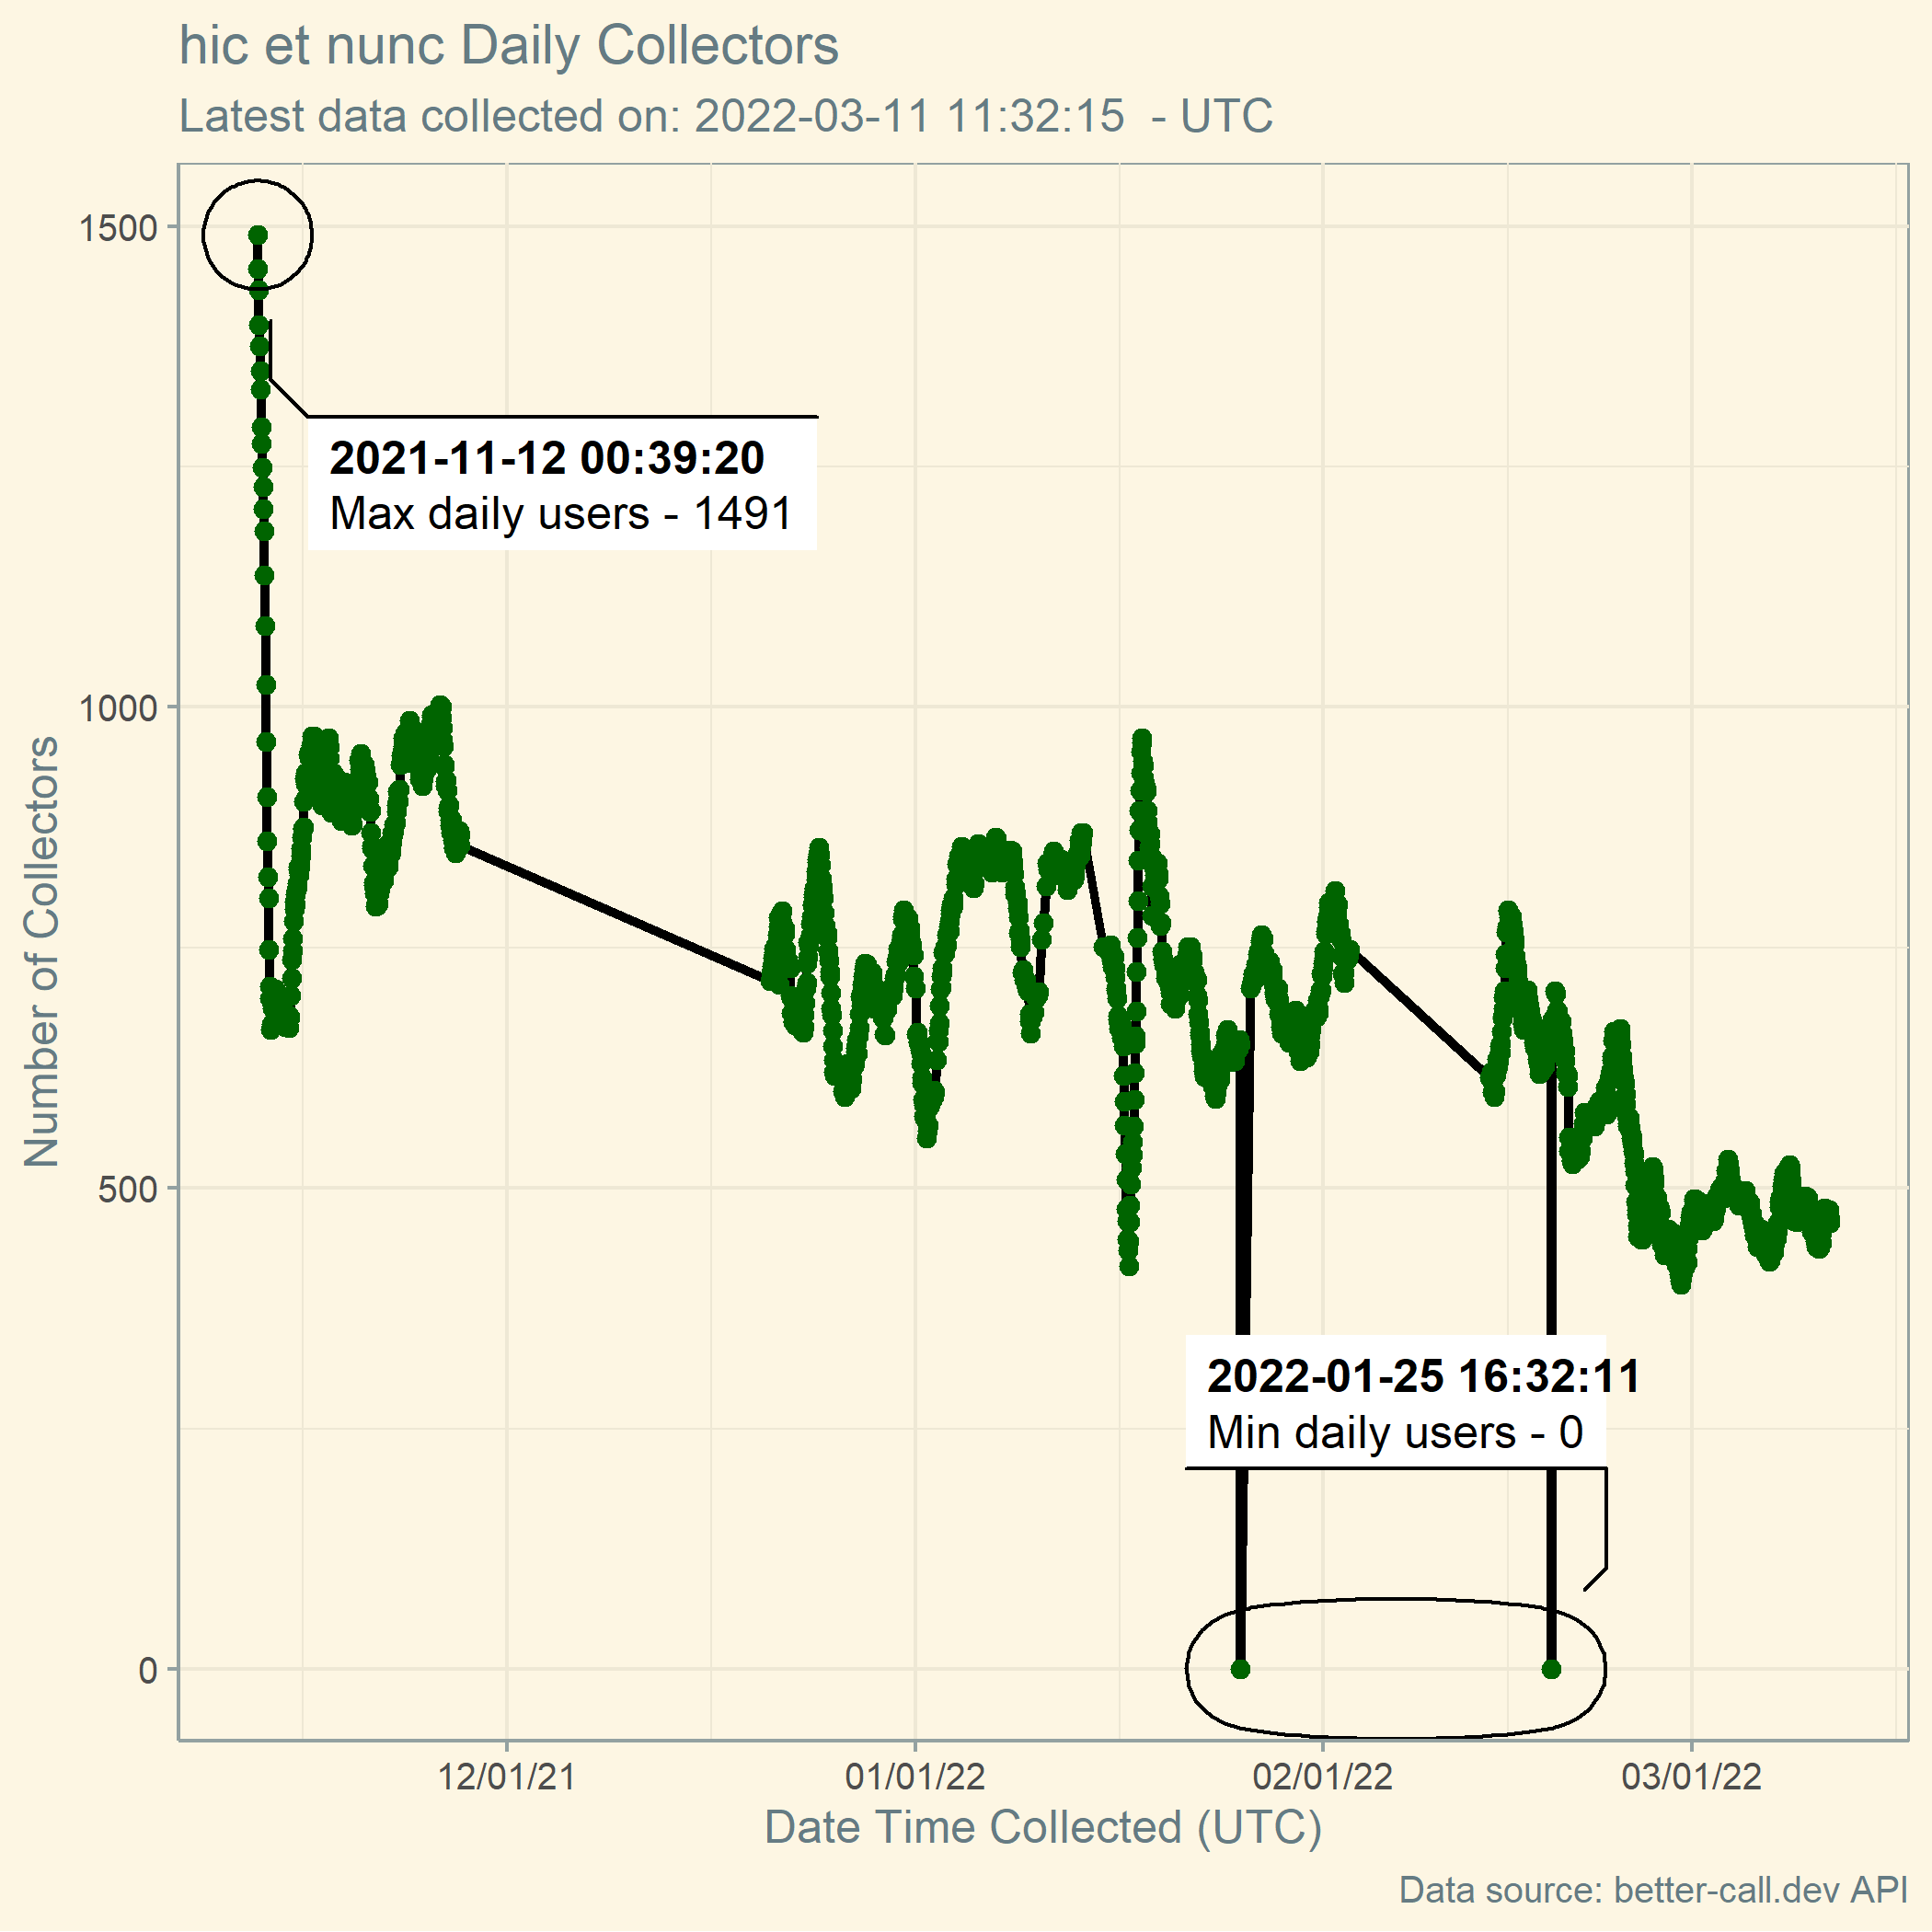 hic et nunc Daily Collectors
Latest data collected on: 2022-03-11 11:32:15  - UTC
Number of Collectors
1500
1000
500
0
2021-11-12 00:39:20
Max daily users - 1491
2022-01-25 16:32:11
Min daily users - 0
12/01/21
01/01/22
02/01/22
03/01/22
Date Time Collected (UTC)
Data source: better-call.dev API